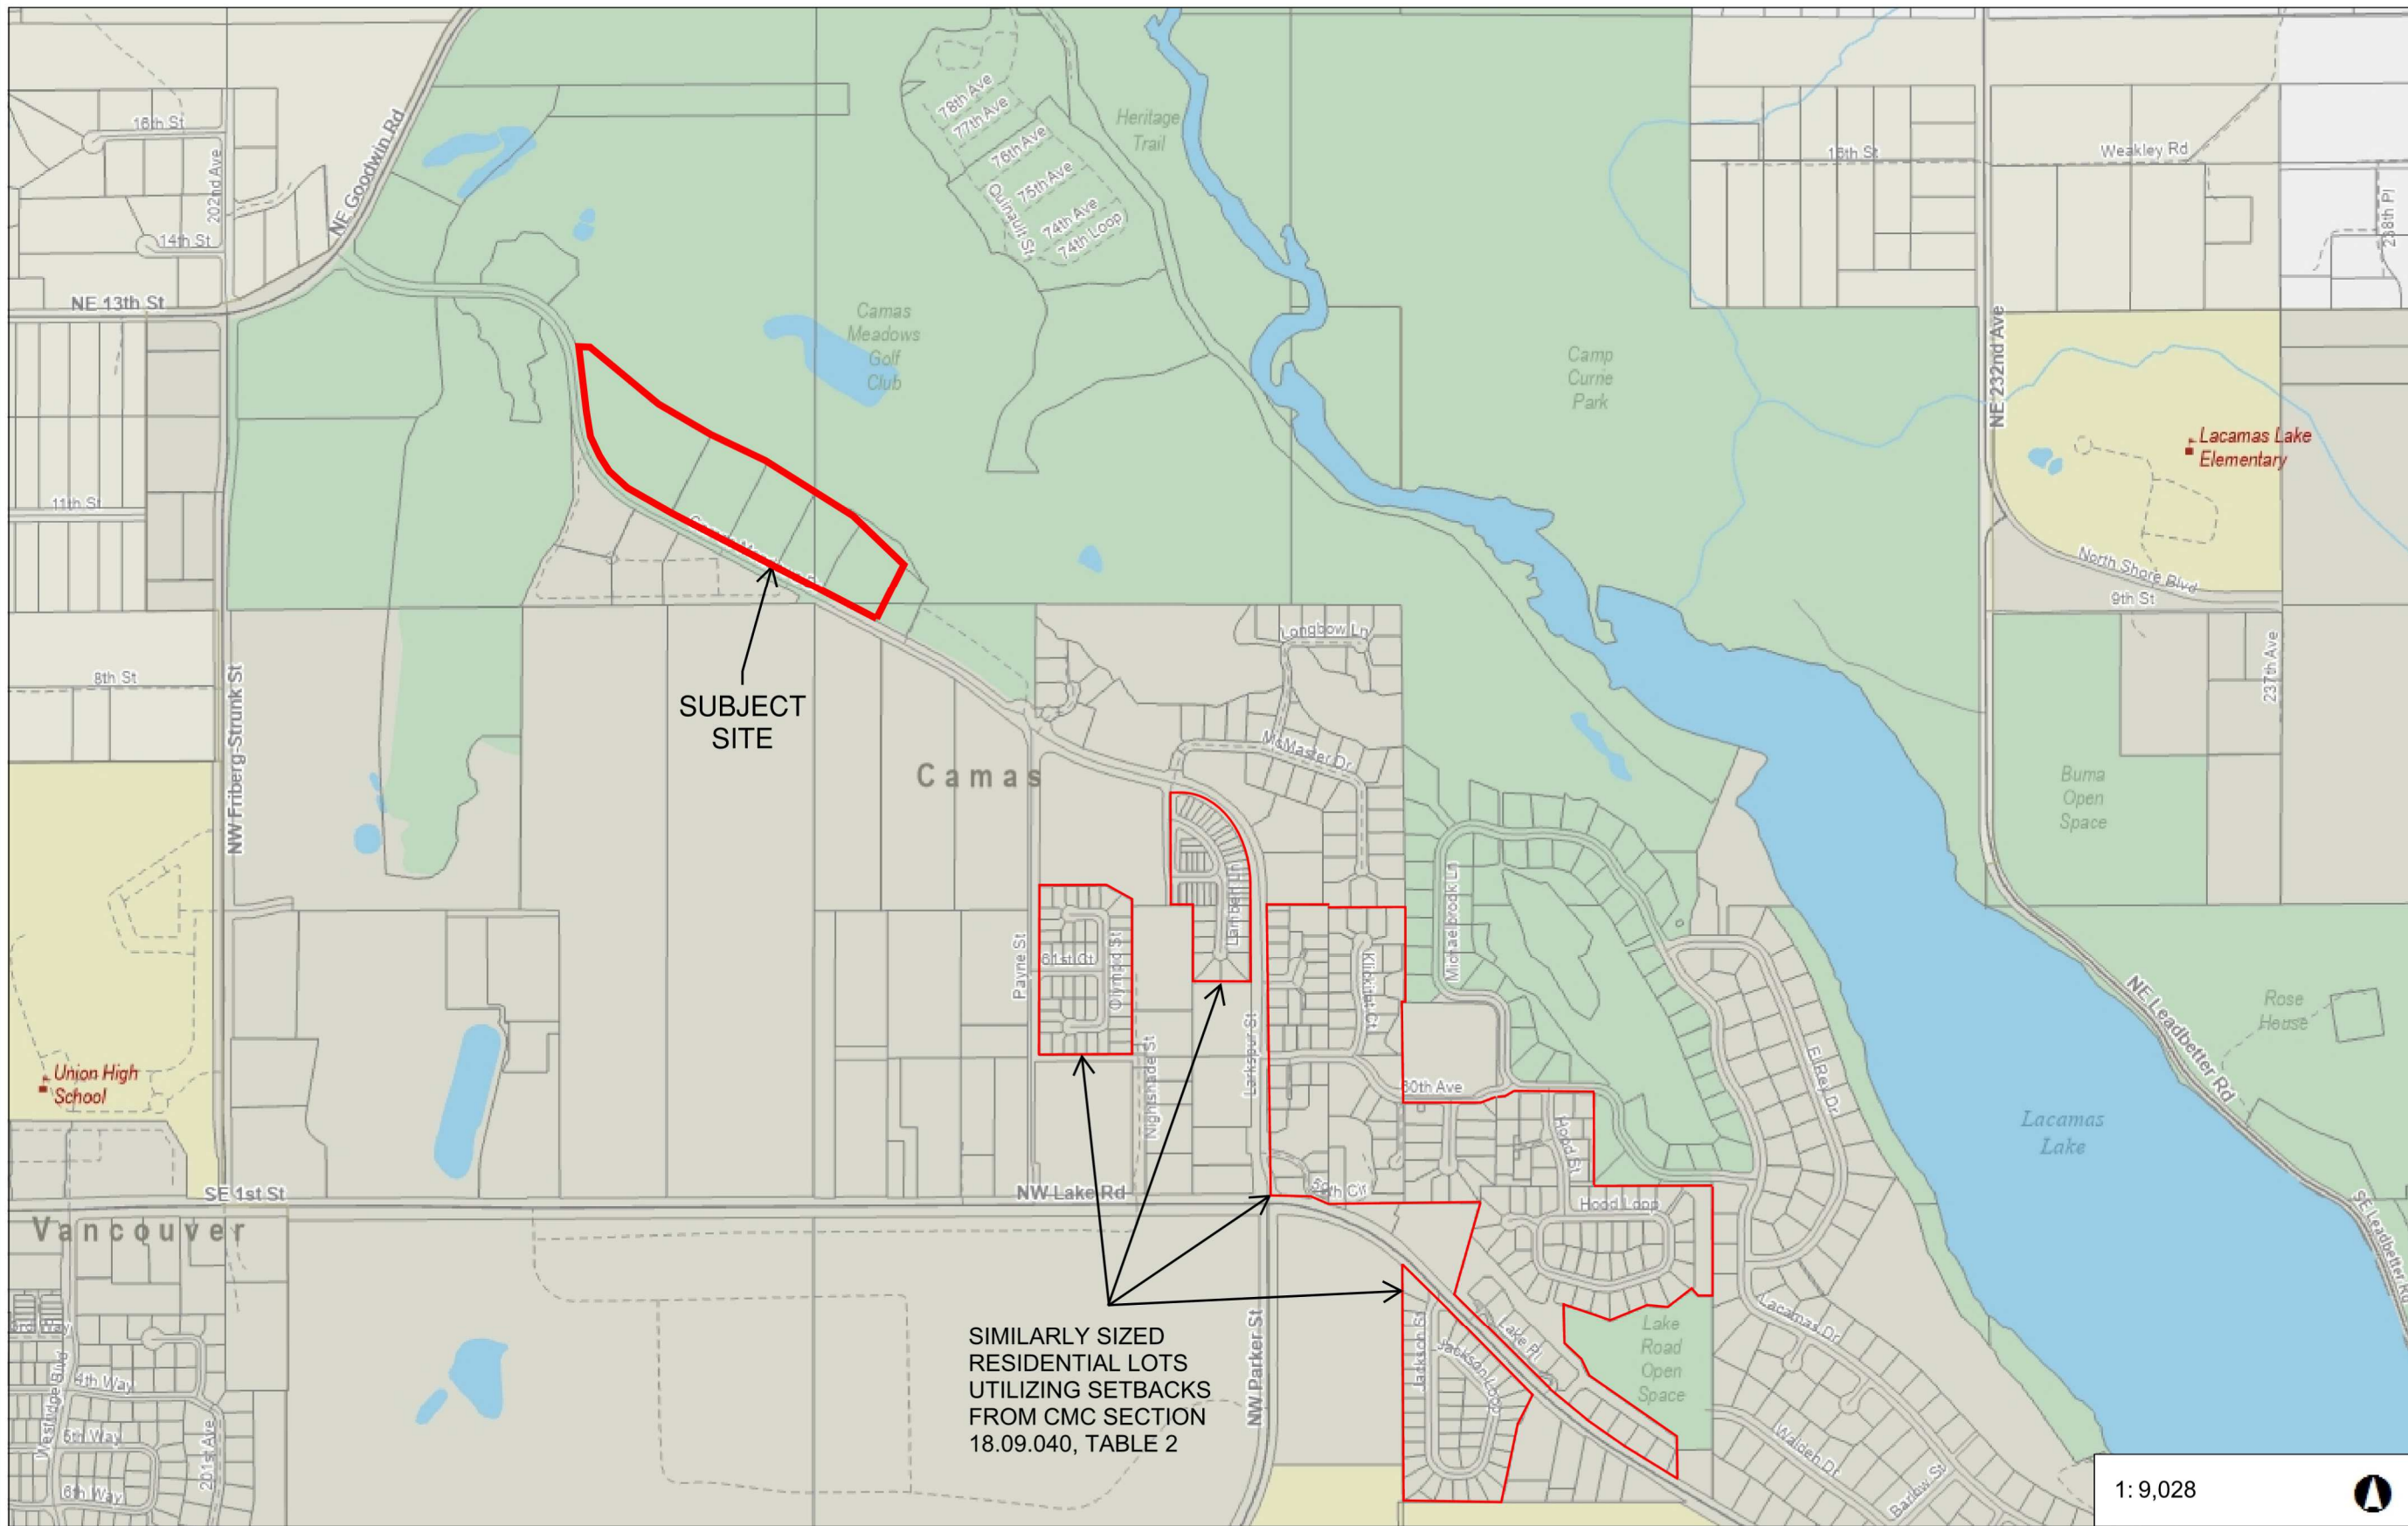 16th St
202nd Ave
14th St
NE Goodwin Rd
NE 13th St
11th St
8th St
NW Friberg-Strunk St
78th Ave
77th Ave
76th Ave
75th Ave
74th Ave
74th Loop
Quinault St
Heritage
Trail
Camas
Meadows
Golf
Club
Camp
Currie
Park
16th St
Weakley Rd
238th Pl
NE 232nd Ave
Lacamas Lake
Elementary
North Shore Blvd
9th St
237th Ave
SUBJECT
SITE
Camas
Longbow Ln
McMaster Dr
Buma
Open
Space
Payne St
61st Ct
Olympic St
Lambert Ln
Larkspur St
Nightshade St
Klickitat Ct
Michaelbrook Ln
60th Ave
Hood St
Hood Loop
El Rey Dr
NE Leadbetter Rd
Rose
House
Lacamas
Lake
SE Leadbetter Rd
Union High
School
SE 1st St
NW Lake Rd
Vancouver
Westridge Blvd
4th Way
5th Way
6th Way
201st Ave
NW Parker St
SIMILARLY SIZED
RESIDENTIAL LOTS
UTILIZING SETBACKS
FROM CMC SECTION
18.09.040, TABLE 2
Jackson St
Jackson Loop
Lake Pl
Lake
Road
Open
Space
Lacamas Dr
Walden Dr
Barlow St
1: 9,028